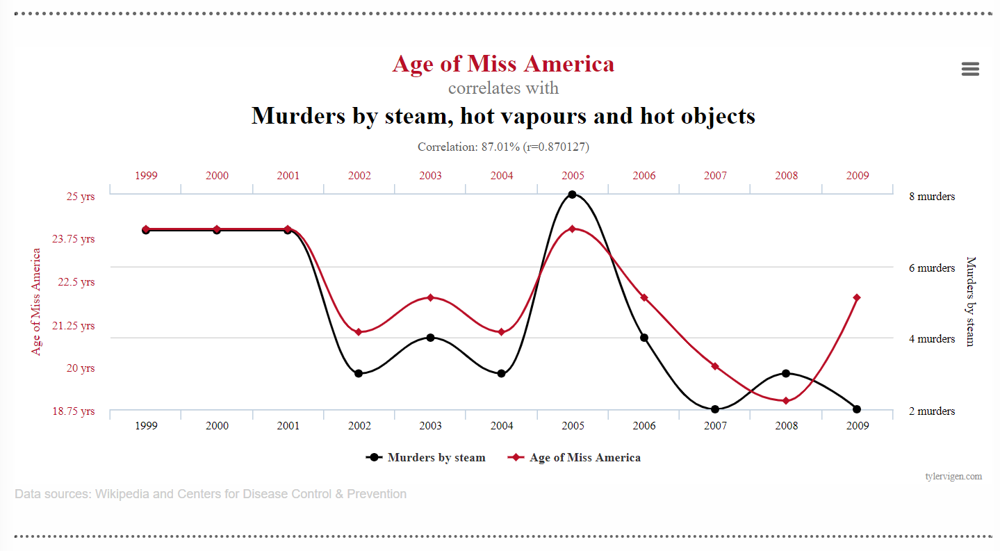 Age of Miss America
correlates with
Murders by steam, hot vapours and hot objects
Correlation: 87.01% (r=0.870127)
1999 2000 2001 2002 2003 2004 2005 2006 2007 2008 2009
25 yrs
23.75 yrs
22.5 yrs
21.25 yrs
20 yrs
18.75 yrs
Age of Miss America
8 murders
6 murders
4 murders
2 murders
Murders by steam
1999 2000 2001 2002 2003 2004 2005 2006 2007 2008 2009
Murders by steam Age of Miss America
tylervigen.com
Data sources: Wikipedia and Centers for Disease Control & Prevention